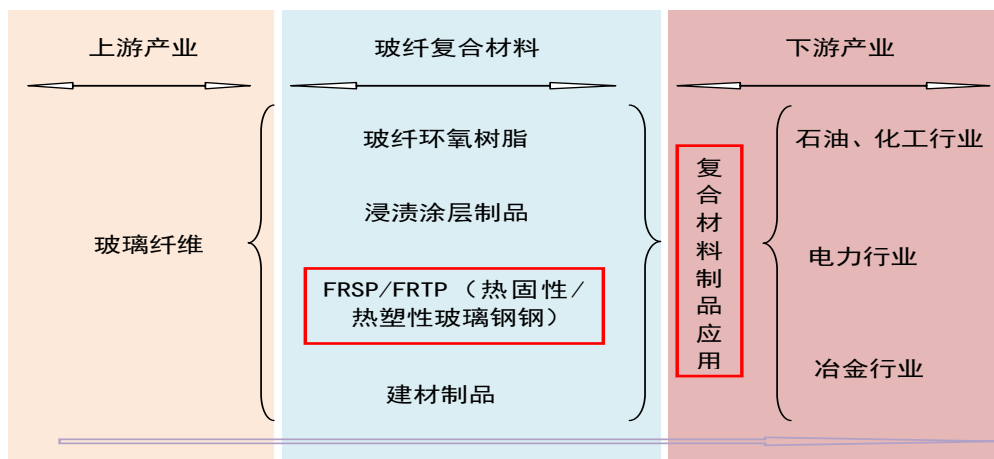 上游产业
玻纤复合材料
下游产业
玻璃纤维
玻纤环氧树脂
浸渍涂层制品
FRSP/FRTP（热固性/
热塑性玻璃钢钢）
建材制品
复合材料制品应用
石油、化工行业
电力行业
冶金行业